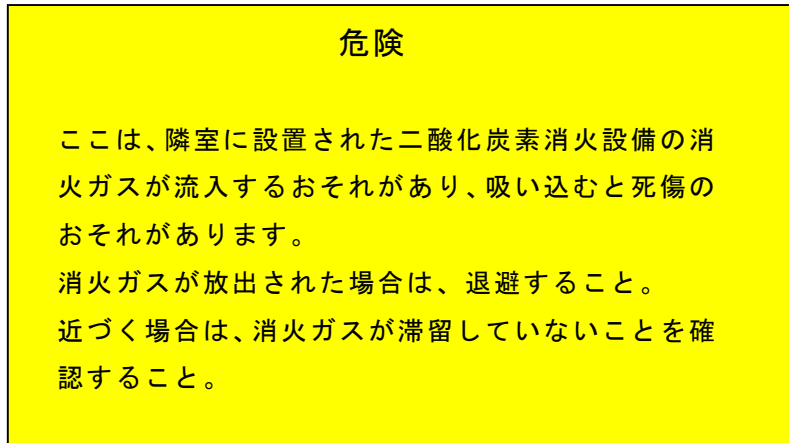 危険
ここは、隣室に設置された二酸化炭素消火設備の消
火ガスが流入するおそれがあり、吸い込むと死傷の
おそれがあります。
消火ガスが放出された場合は、退避すること。
近づく場合は、消火ガスが滞留していないことを確
認すること。